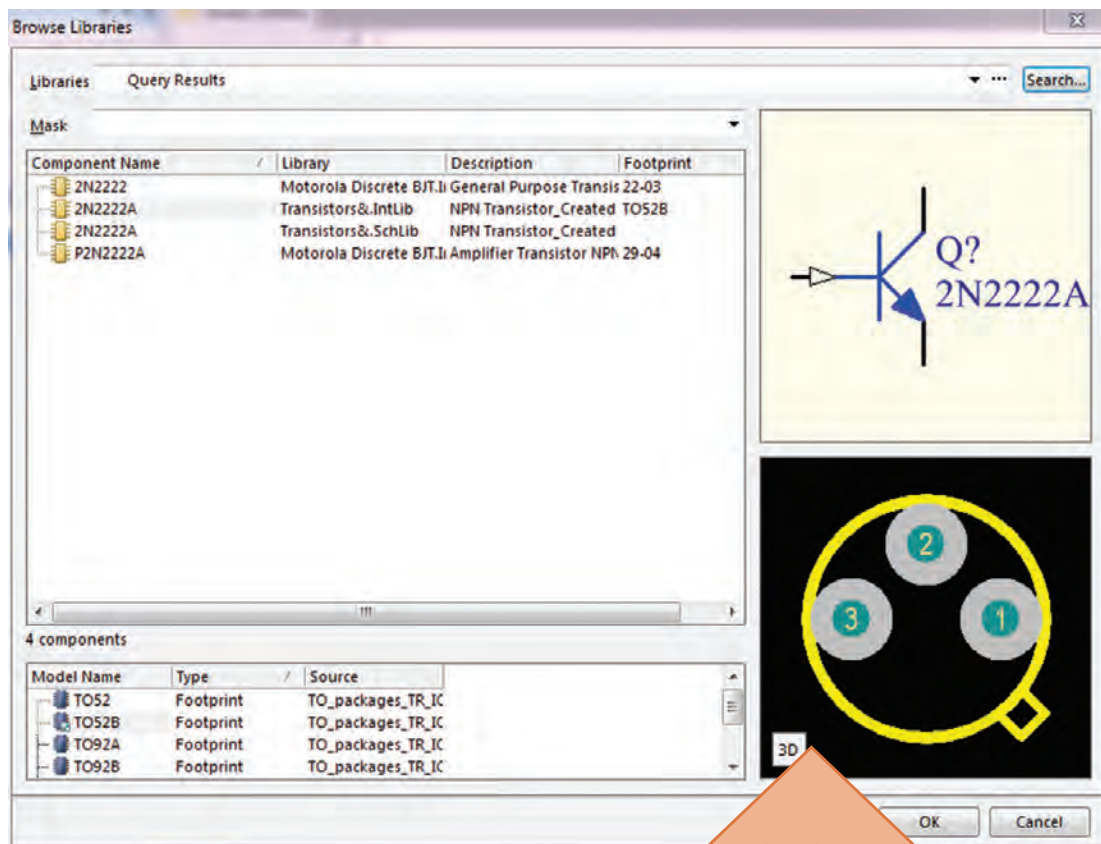 Browse Libraries
Libraries Query Results ... Search...
Mask
Component Name / Library Description Footprint
2N2222 Motorola Discrete BJT.I General Purpose Transis 22-03
2N2222A Transistors&.IntLib NPN Transistor_Created TO52B
2N2222A Transistors&.SchLib NPN Transistor_Created
P2N2222A Motorola Discrete BJT.I Amplifier Transistor NPN 29-04
Q?
2N2222A
4 components
Model Name Type / Source
TO52 Footprint TO_packages_TR_IC
TO52B Footprint TO_packages_TR_IC
TO92A Footprint TO_packages_TR_IC
TO92B Footprint TO_packages_TR_IC
2
3 1
3D
OK Cancel